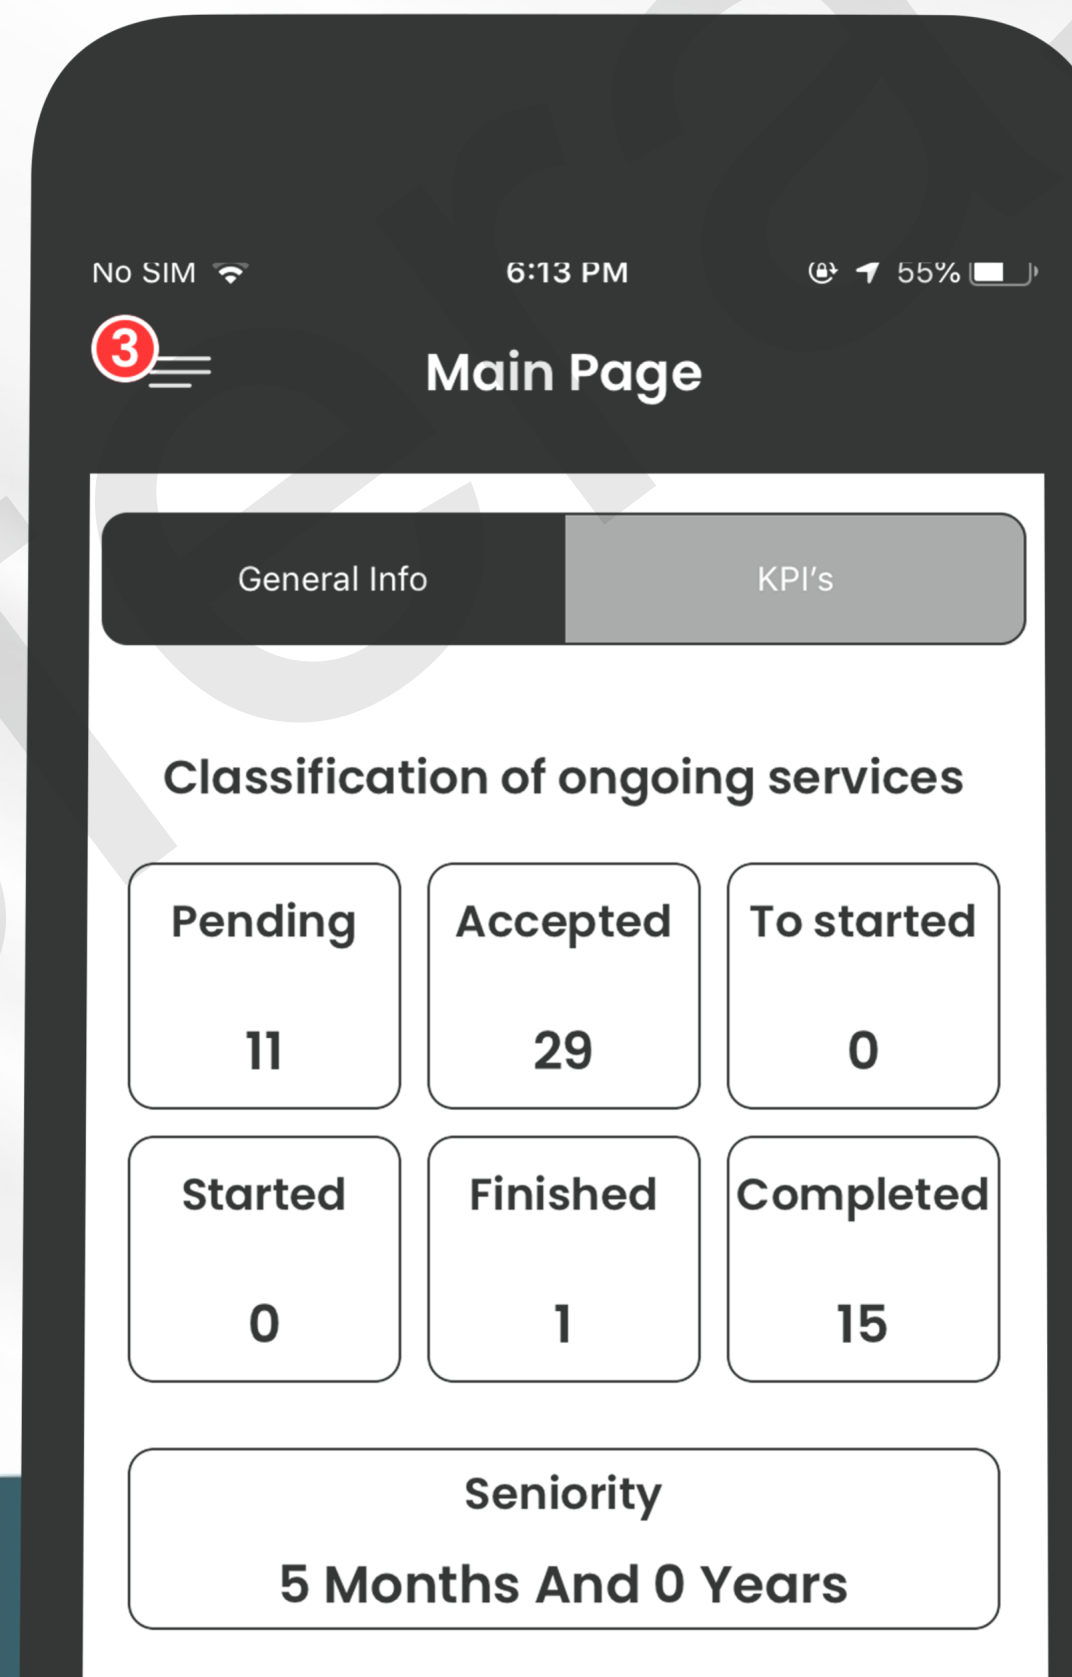 No SIM 6:13 PM 55%
3
Main Page
General Info KPI's
Classification of ongoing services
Pending Accepted To started
11 29 0
Started Finished Completed
0 1 15
Seniority
5 Months And 0 Years